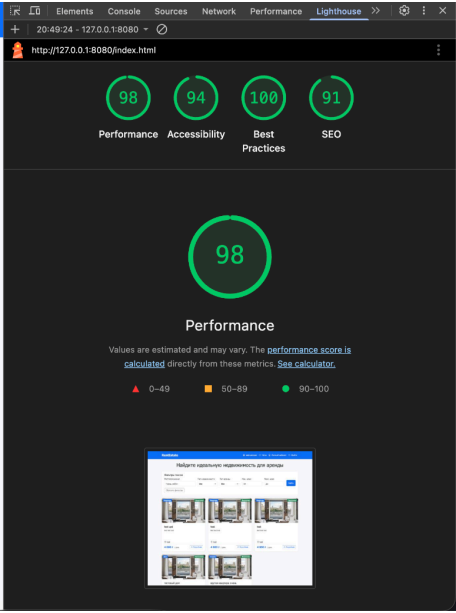 Elements Console Sources Network Performance Lighthouse
20:49:24 - 127.0.0.1:8080
http://127.0.0.1:8080/index.html
98 94 100 91
Performance Accessibility Best Practices SEO
98
Performance
Values are estimated and may vary. The performance score is
calculated directly from these metrics. See calculator.
0–49 50–89 90–100
Найдите идеальную недвижимость для аренды